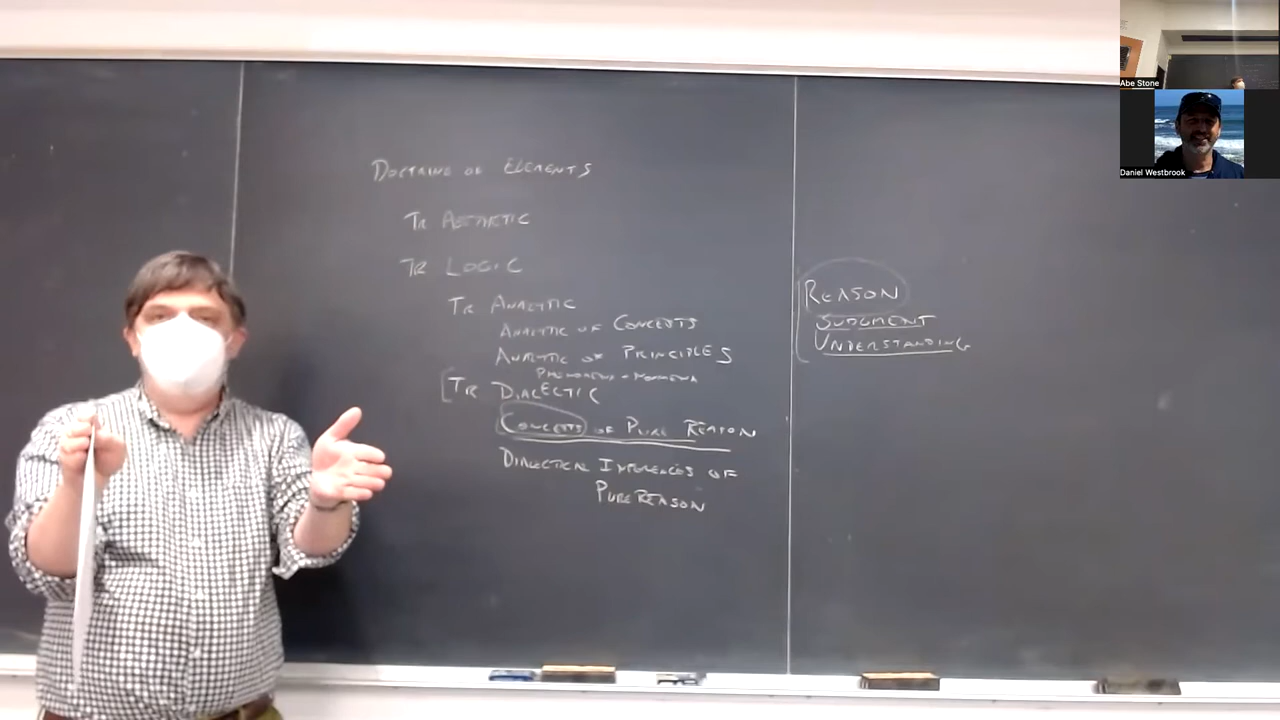 Abe Stone
Daniel Westbrook
DOCTRINE OF ELEMENTS
TR AESTHETIC
TR LOGIC
TR ANALYTIC
ANALYTIC OF CONCEPTS
ANALYTIC OF PRINCIPLES
PHENOMENA + NOUMENA
[TR DIALECTIC
CONCEPTS OF PURE REASON
DIALECTICAL INFERENCES OF
PURE REASON
REASON
JUDGMENT
UNDERSTANDING